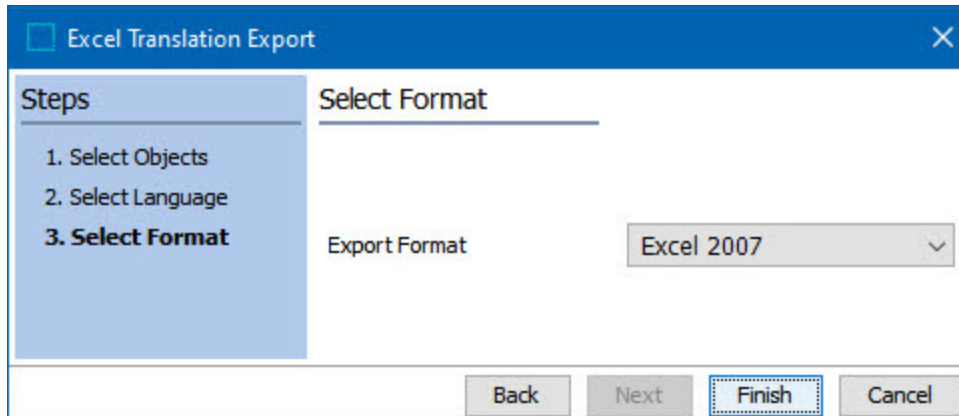 Excel Translation Export
Steps
1. Select Objects
2. Select Language
3. Select Format
Select Format
Export Format
Excel 2007
Back
Next
Finish
Cancel